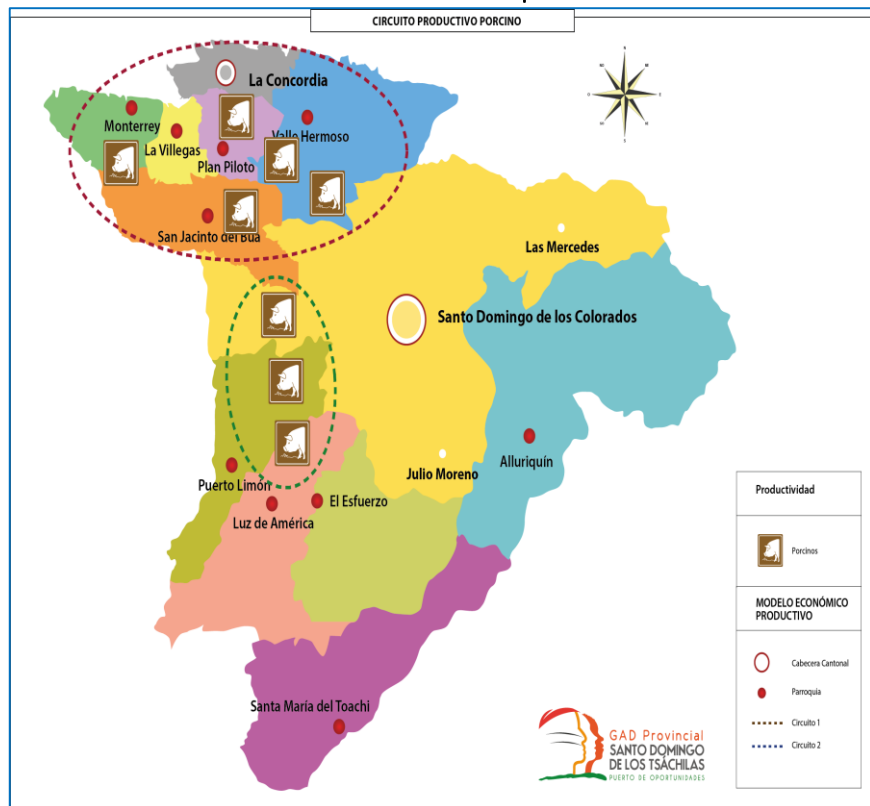 CIRCUITO PRODUCTIVO PORCINO
La Concordia
Monterrey
Valle Hermoso
La Villegas
Plan Piloto
San Jacinto del Bua
Las Mercedes
Santo Domingo de los Colorados
Alluriquín
Julio Moreno
Puerto Limón
El Esfuerzo
Luz de América
Santa María del Toachi
Productividad
Porcinos
MODELO ECONÓMICO
PRODUCTIVO
Cabecera Cantonal
Parroquia
Circuito 1
Circuito 2
GAD Provincial
SANTO DOMINGO
DE LOS TSÁCHILAS
PUERTO DE OPORTUNIDADES